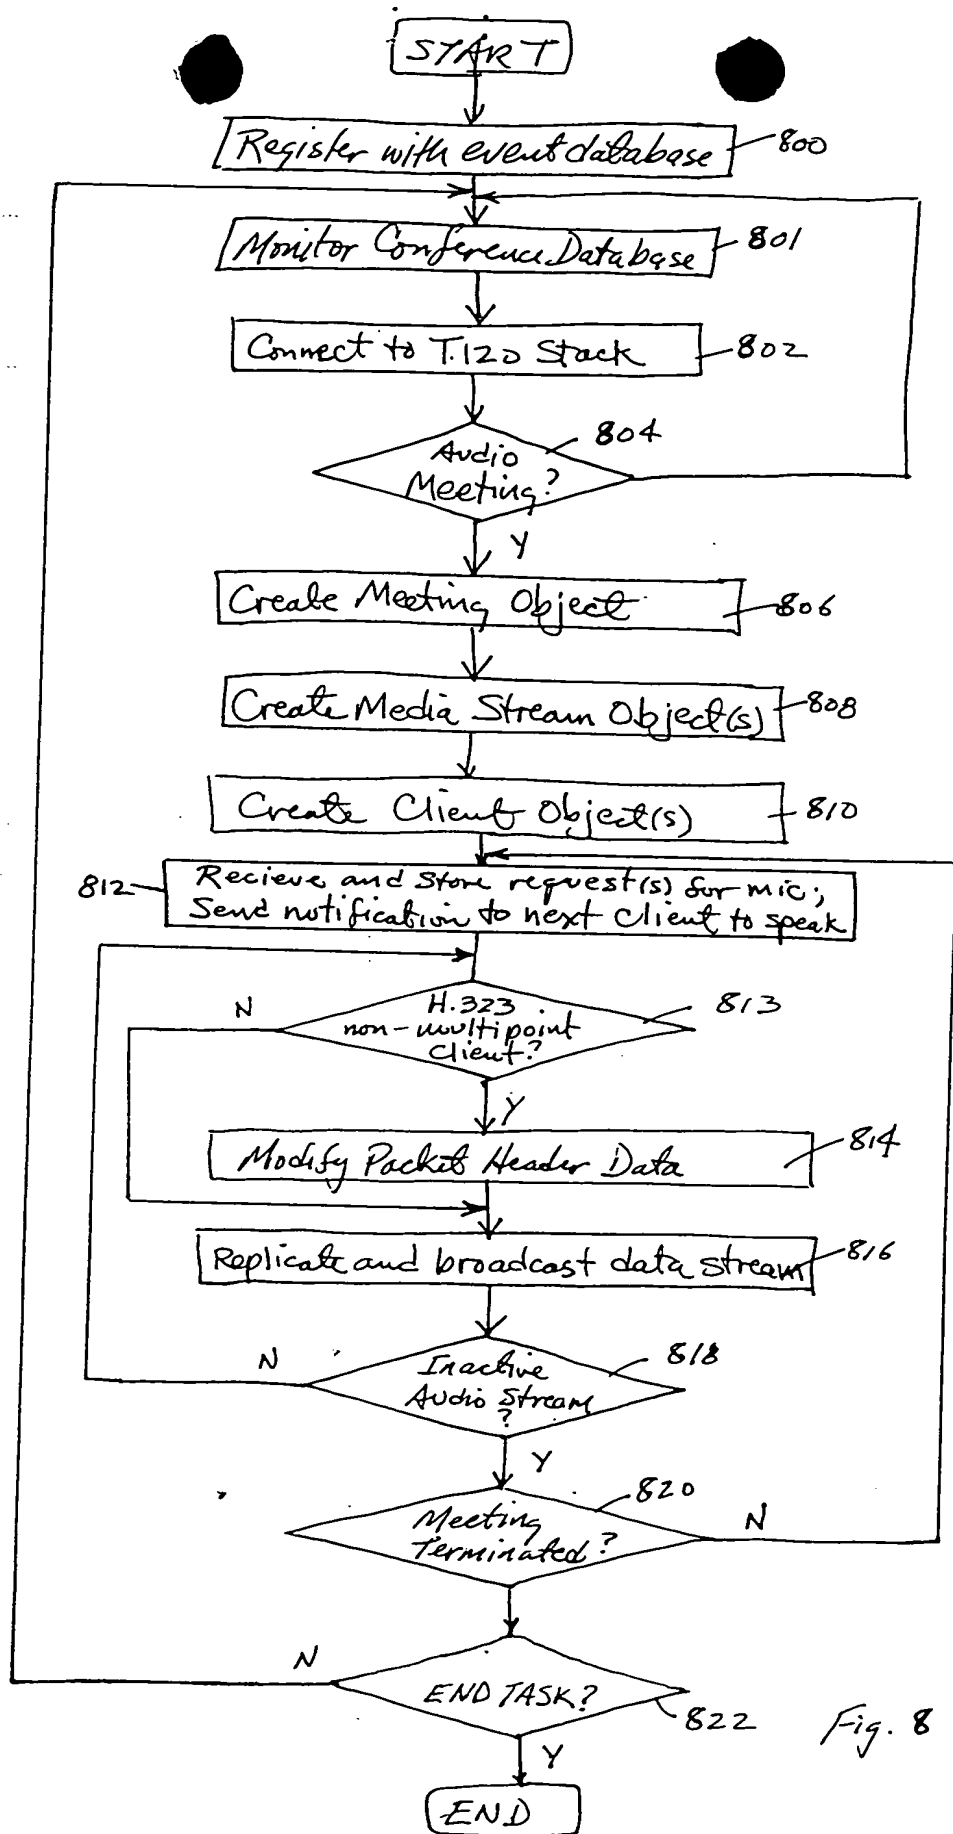 START
Register with event database
800
Monitor Conference Database
801
Connect to T.120 Stack
802
804
Audio
Meeting?
Y
Create Meeting Object
806
Create Media Stream Object(s)
808
Create Client Object(s)
810
812
Recieve and Store request(s) for mic;
Send notification to next client to speak
N
H.323
non-multipoint
Client?
813
Y
Modify Packet Header Data
814
Replicate and broadcast data stream
816
N
Inactive
Audio Stream
?
818
Y
820
Meeting
Terminated?
N
N
END TASK?
822
Fig. 8
Y
END